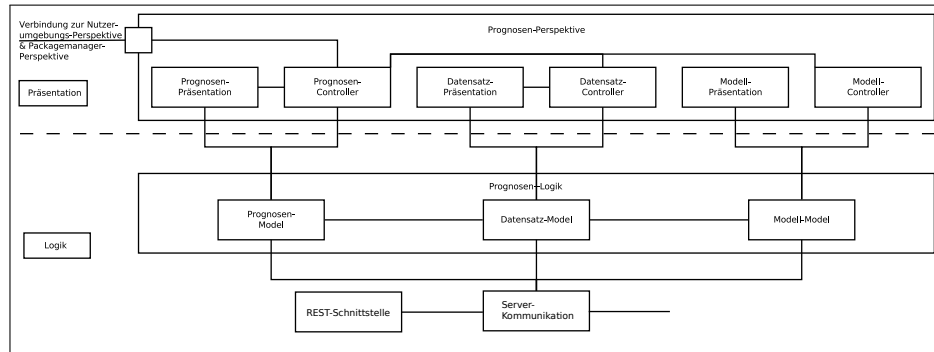 Verbindung zur Nutzer-
umgebungs-Perspektive
& Packagemanager-
Perspektive
Prognosen-Perspektive
Präsentation
Prognosen-
Präsentation
Prognosen-
Controller
Datensatz-
Präsentation
Datensatz-
Controller
Modell-
Präsentation
Modell-
Controller
Prognosen-Logik
Logik
Prognosen-
Model
Datensatz-Model
Modell-Model
REST-Schnittstelle
Server-
Kommunikation